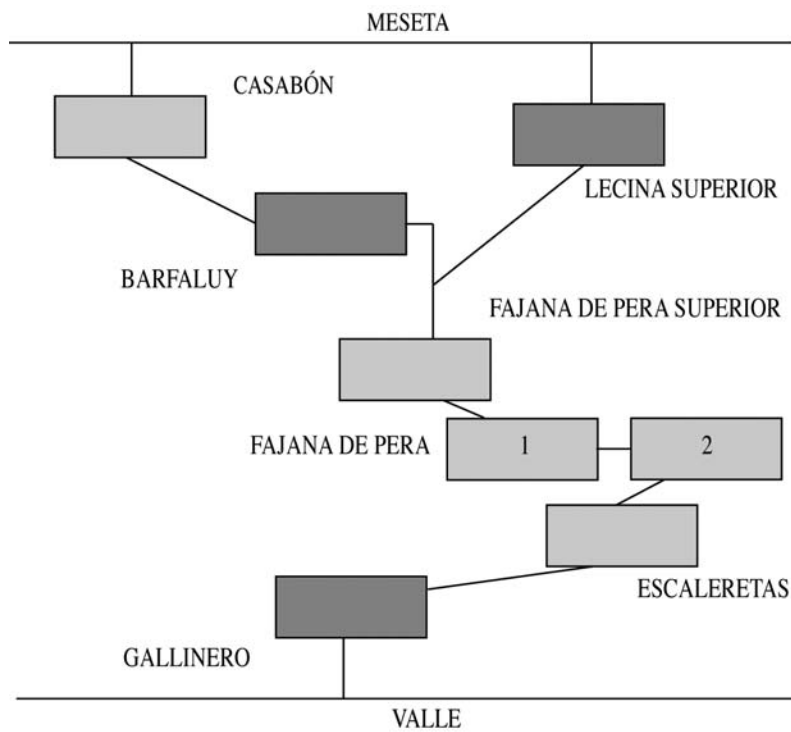 MESETA
CASABÓN
LECINA SUPERIOR
BARFALUY
FAJANA DE PERA SUPERIOR
FAJANA DE PERA
1
2
ESCALERETAS
GALLINERO
VALLE